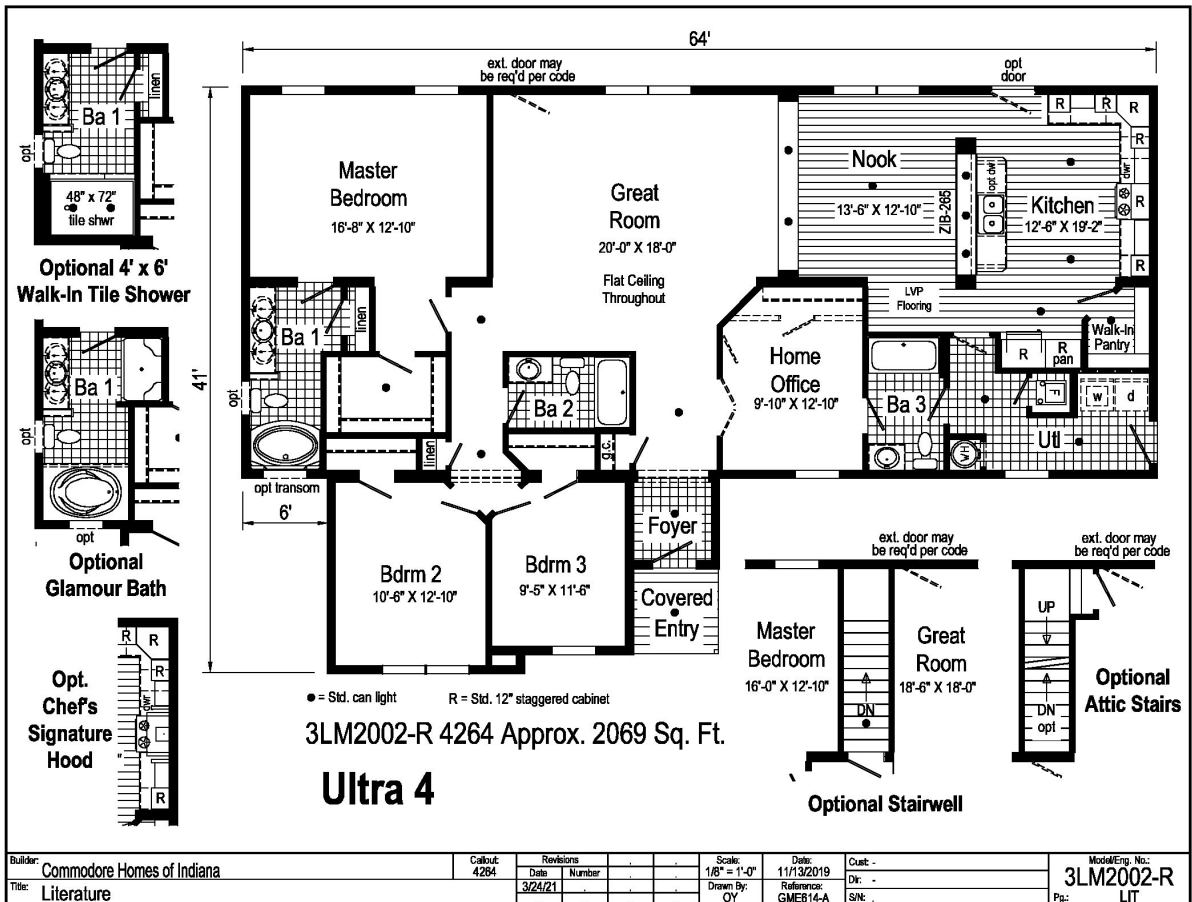 64'
ext. door may
be req'd per code
opt
door
linen
Ba 1
opt
48" x 72"
tile shwr
Optional 4' x 6'
Walk-In Tile Shower
Ba 1
opt
opt
Optional
Glamour Bath
Opt.
Chef's
Signature
Hood
R
R
R
dwr
R
41'
Master
Bedroom
16'-8" X 12'-10"
Great
Room
20'-0" X 18'-0"
Flat Ceiling
Throughout
Nook
13'-6" X 12'-10"
ZIB-265
opt dw
Kitchen
12'-6" X 19'-2"
R
R
R
R
dwr
R
R
LVP
Flooring
Walk-In
Pantry
R
R
pan
Ba 1
linen
opt
opt transom
6'
Ba 2
linen
g.c.
Home
Office
9'-10" X 12'-10"
Ba 3
F
w
d
Utl
HW
Foyer
Covered
Entry
Bdrm 2
10'-6" X 12'-10"
Bdrm 3
9'-5" X 11'-6"
ext. door may
be req'd per code
Master
Bedroom
16'-0" X 12'-10"
DN
Great
Room
18'-6" X 18'-0"
Optional Stairwell
ext. door may
be req'd per code
UP
DN
opt
Optional
Attic Stairs
● = Std. can light
R = Std. 12" staggered cabinet
3LM2002-R 4264 Approx. 2069 Sq. Ft.
Ultra 4
Builder: Commodore Homes of Indiana
Title: Literature
Callout:
4264
Revisions
Date Number
3/24/21
Scale:
1/8" = 1'-0"
Drawn By:
OY
Date:
11/13/2019
Reference:
GME614-A
Cust: -
Dir: -
S/N: .
Model/Eng. No.:
3LM2002-R
Pg.: LIT